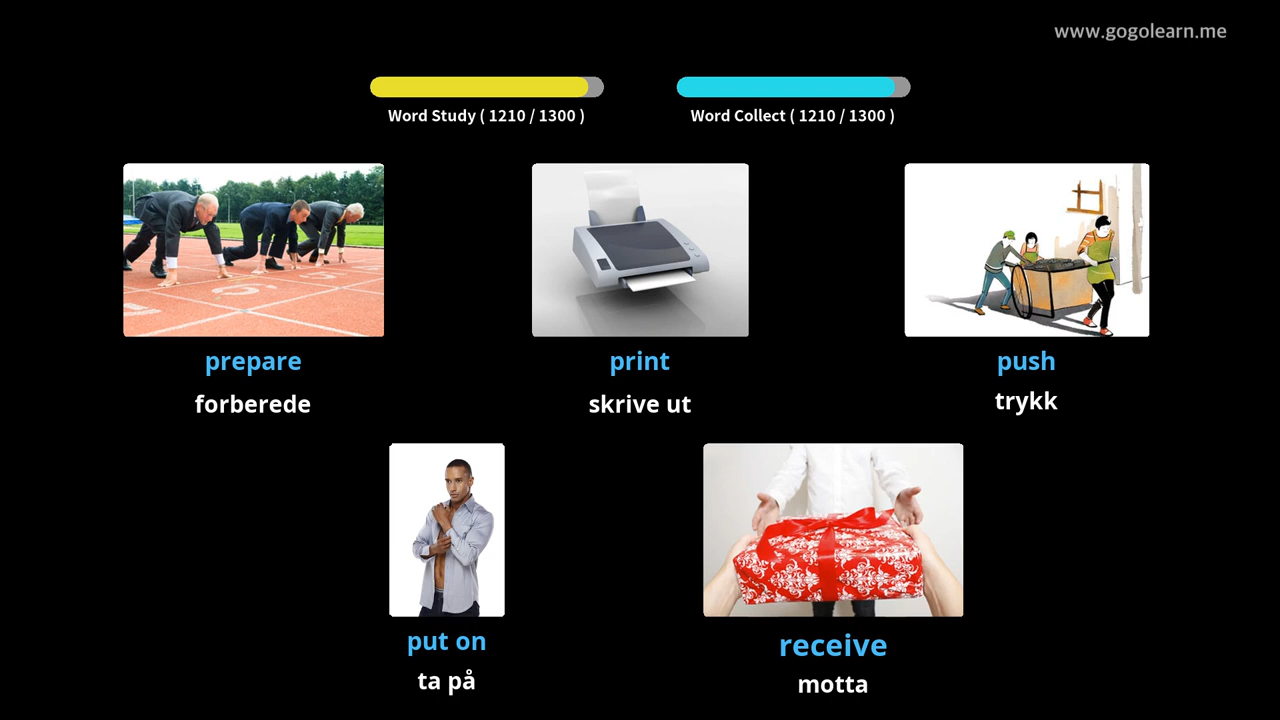 www.gogolearn.me
Word Study ( 1210 / 1300 )
Word Collect ( 1210 / 1300 )
prepare
forberede
print
skrive ut
push
trykk
put on
ta på
receive
motta